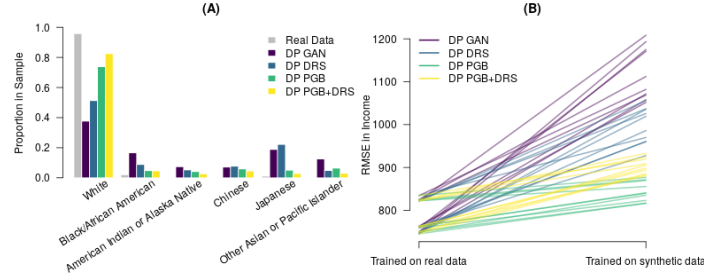 (A)
Proportion in Sample
1.0
0.8
0.6
0.4
0.2
0.0
Real Data
DP GAN
DP DRS
DP PGB
DP PGB+DRS
White
Black/African American
American Indian or Alaska Native
Chinese
Japanese
Other Asian or Pacific Islander
(B)
RMSE in Income
1200
1100
1000
900
800
DP GAN
DP DRS
DP PGB
DP PGB+DRS
Trained on real data
Trained on synthetic data